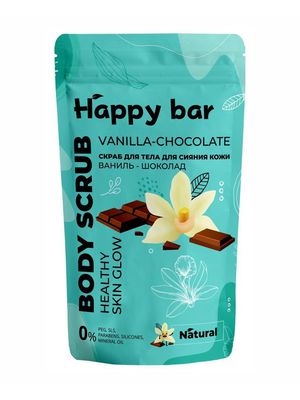 Happy bar
VANILLA-CHOCOLATE
СКРАБ ДЛЯ ТЕЛА ДЛЯ СИЯНИЯ КОЖИ
ВАНИЛЬ - ШОКОЛАД
BODY SCRUB
HEALTHY
SKIN GLOW
0%
PEG, SLS,
PARABENS, SILICONES,
MINERAL OIL
Natural